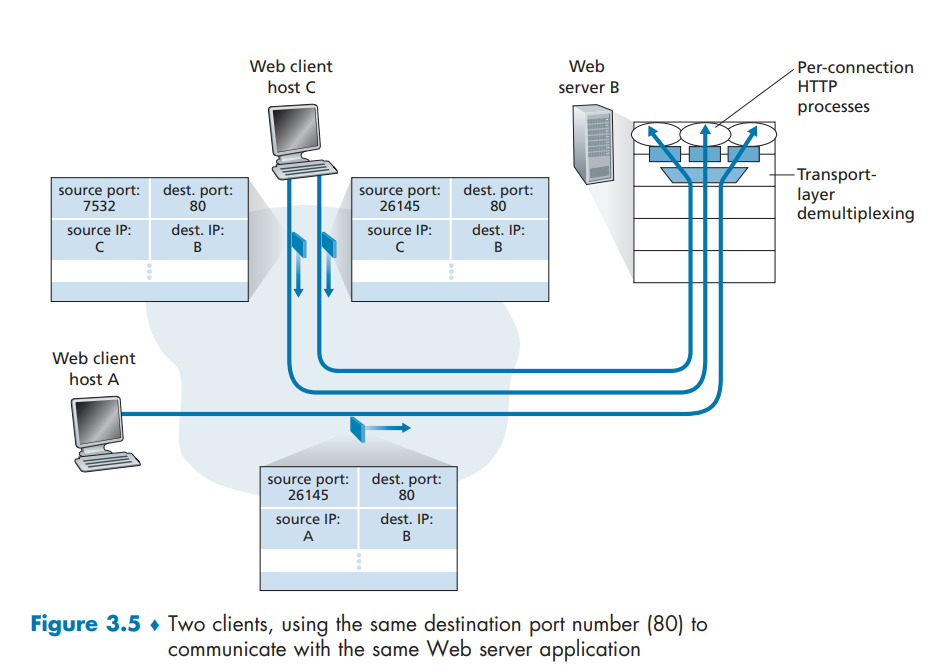 Web client
host C
Web
server B
Per-connection
HTTP
processes
Transport-
layer
demultiplexing
source port:
7532
dest. port:
80
source IP:
C
dest. IP:
B
source port:
26145
dest. port:
80
source IP:
C
dest. IP:
B
Web client
host A
source port:
26145
dest. port:
80
source IP:
A
dest. IP:
B
Figure 3.5 ♦ Two clients, using the same destination port number (80) to
communicate with the same Web server application